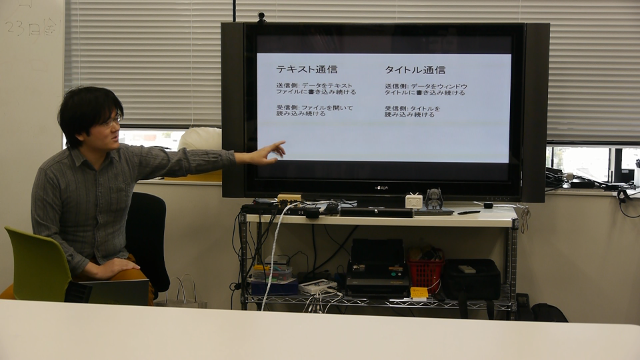 テキスト通信
送信側: データをテキスト
ファイルに書き込み続ける
受信側: ファイルを開いて
読み込み続ける
タイトル通信
送信側: データをウィンドウ
タイトルに書き込み続ける
受信側: タイトルを
読み込み続ける